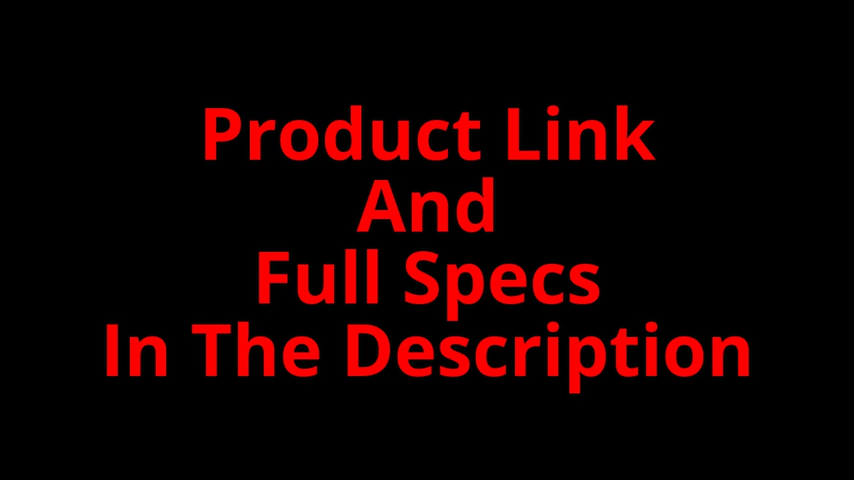 Product Link
And
Full Specs
In The Description